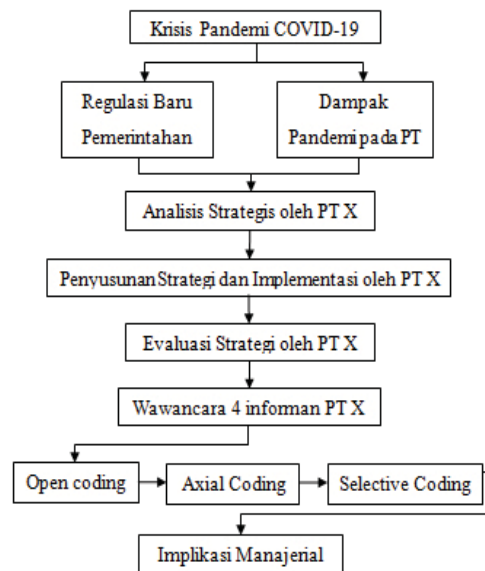 Krisis Pandemi COVID-19
Regulasi Baru
Pemerintahan
Dampak
Pandemi pada PT
Analisis Strategis oleh PT X
Penyusunan Strategi dan Implementasi oleh PT X
Evaluasi Strategi oleh PT X
Wawancara 4 informan PT X
Open coding
Axial Coding
Selective Coding
Implikasi Manajerial